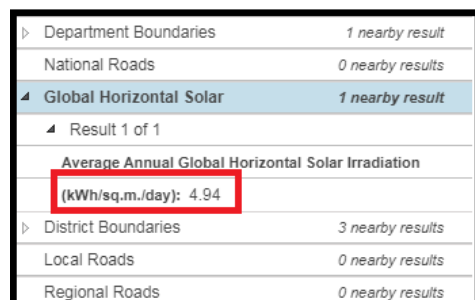 Department Boundaries 1 nearby result
National Roads 0 nearby results
Global Horizontal Solar 1 nearby result
Result 1 of 1
Average Annual Global Horizontal Solar Irradiation
(kWh/sq.m./day): 4.94
District Boundaries 3 nearby results
Local Roads 0 nearby results
Regional Roads 0 nearby results